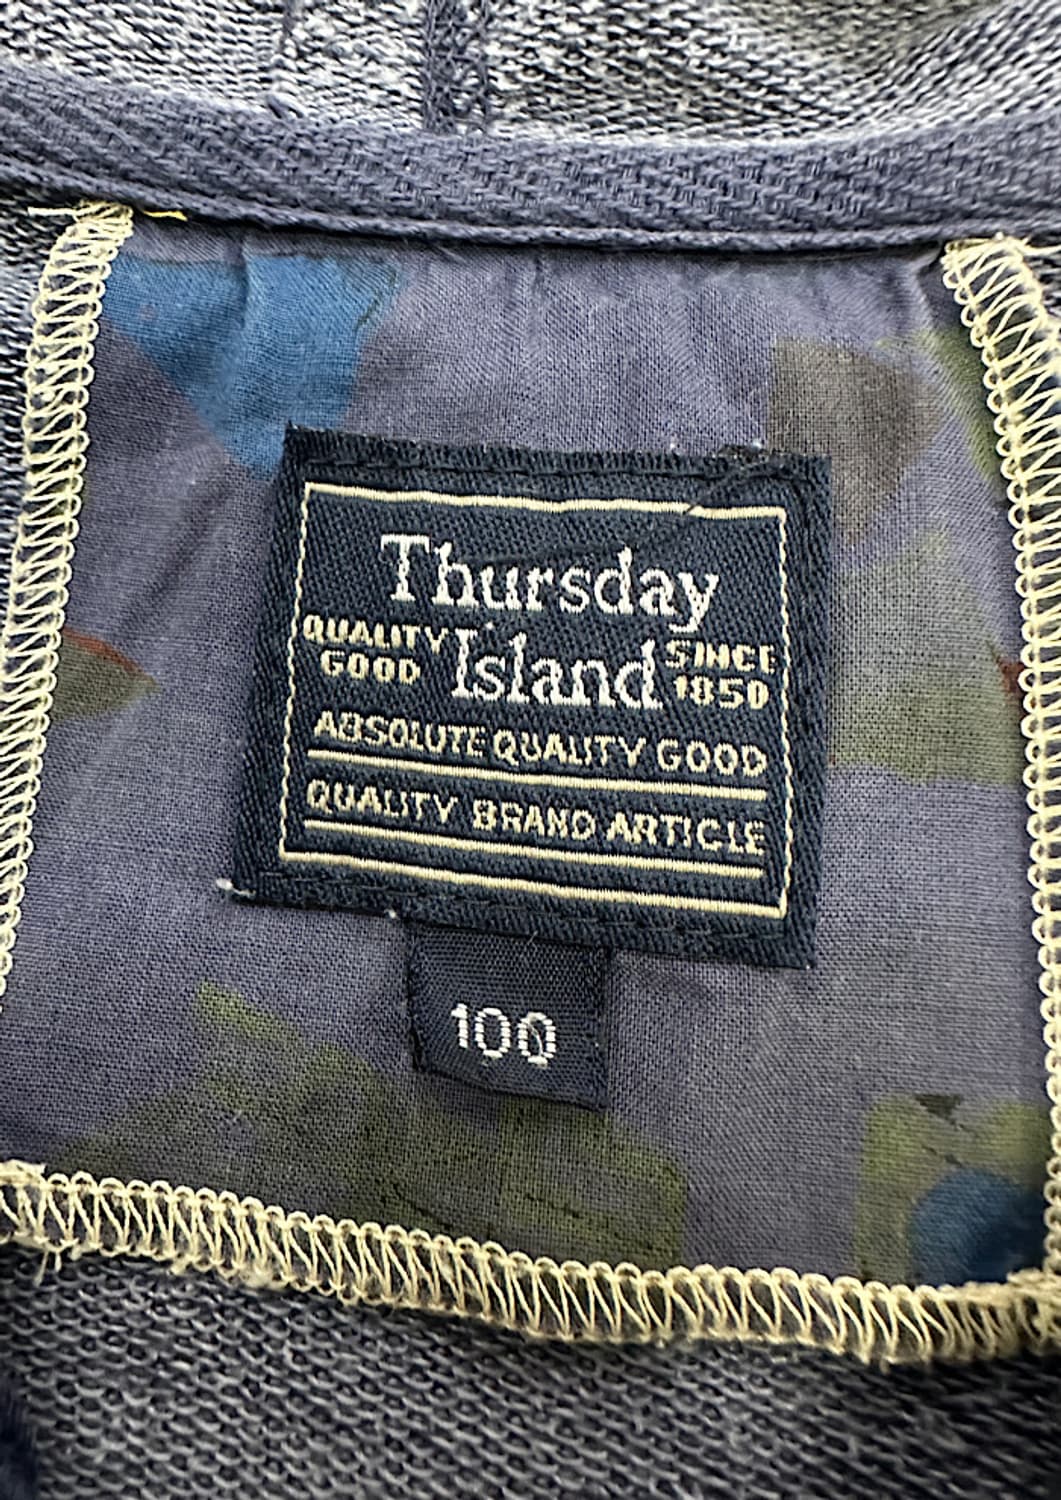 Thursday
QUALITY GOOD Island SINCE 1850
ABSOLUTE QUALITY GOOD
QUALITY BRAND ARTICLE
100